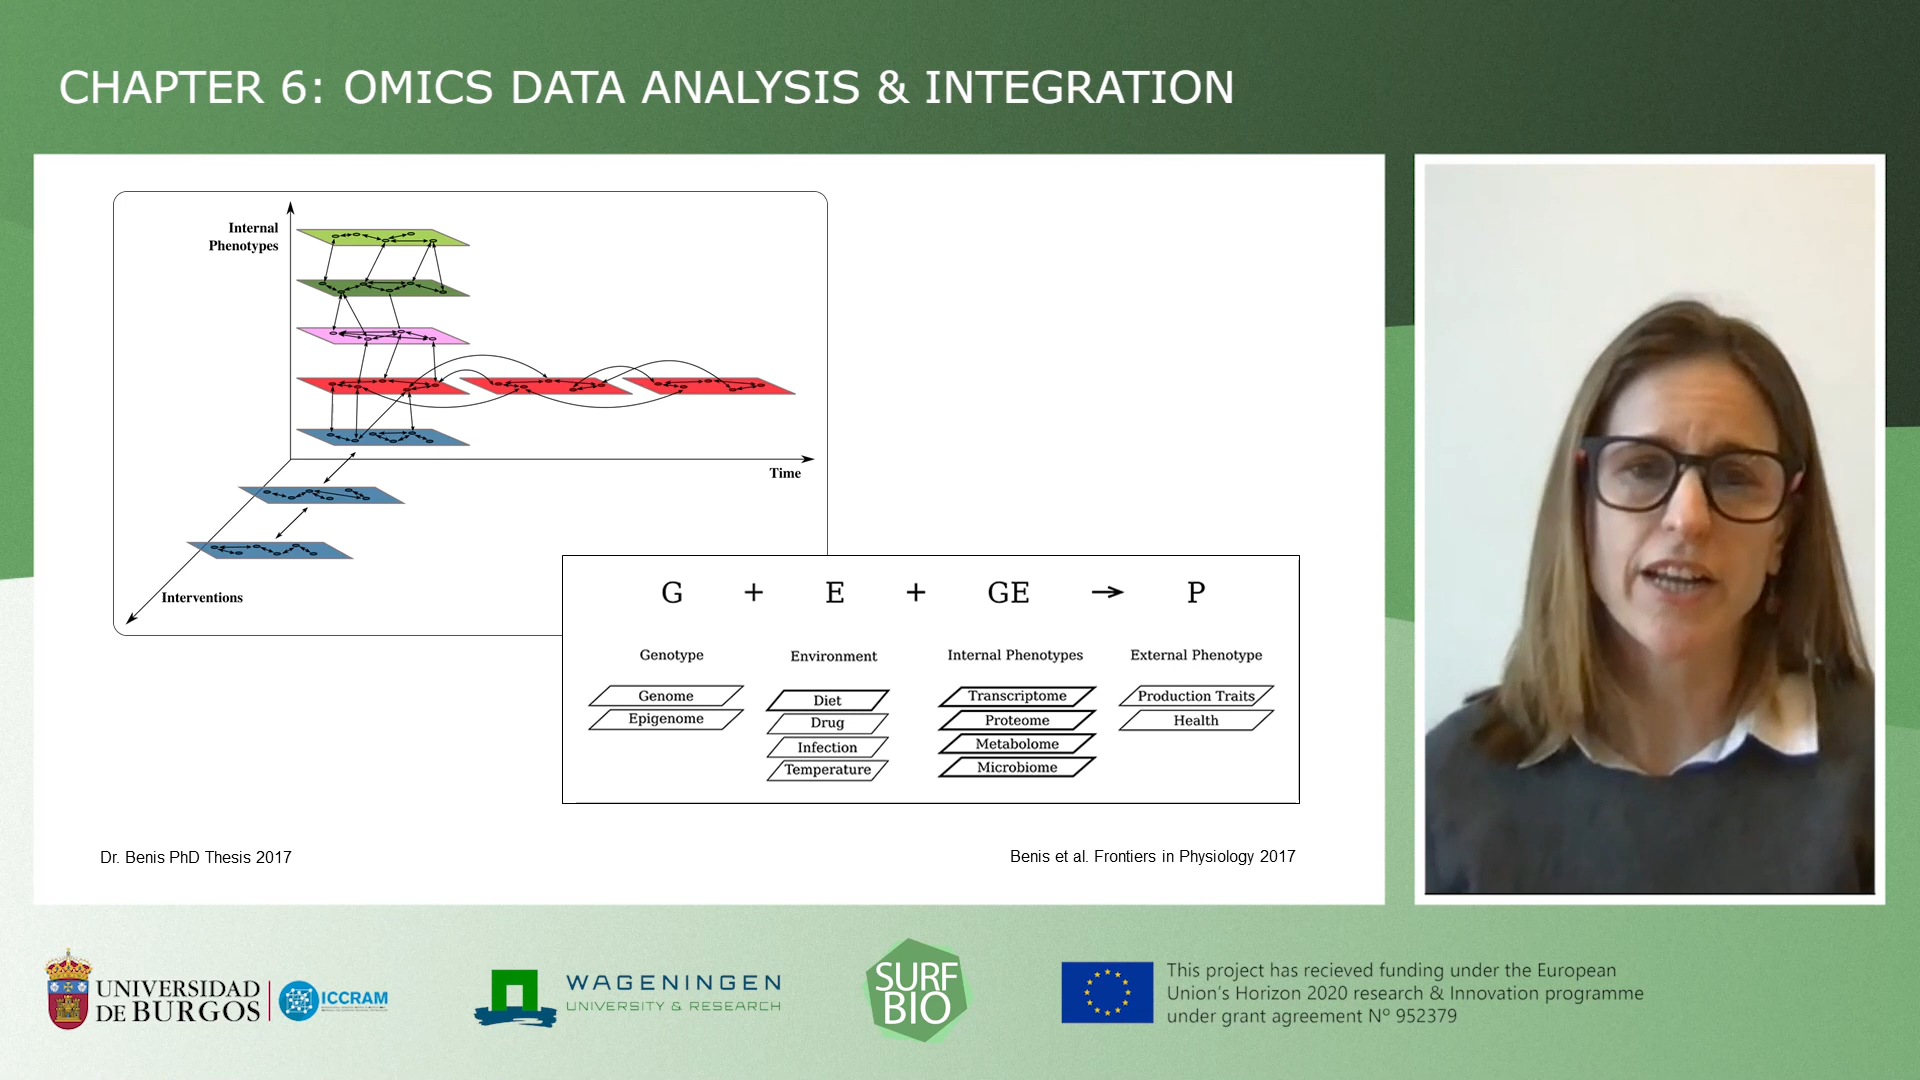 CHAPTER 6: OMICS DATA ANALYSIS & INTEGRATION
Internal
Phenotypes
Time
Interventions
G + E + GE → P
Genotype Environment Internal Phenotypes External Phenotype
Genome Diet Transcriptome Production Traits
Epigenome Drug Proteome Health
Infection Metabolome
Temperature Microbiome
Dr. Benis PhD Thesis 2017
Benis et al. Frontiers in Physiology 2017
UNIVERSIDAD
DE BURGOS
ICCRAM
WAGENINGEN
UNIVERSITY & RESEARCH
SURF
BIO
This project has recieved funding under the European
Union's Horizon 2020 research & Innovation programme
under grant agreement Nº 952379